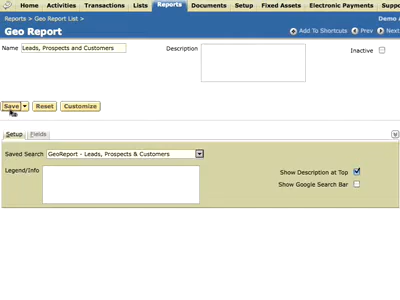 Home Activities Transactions Lists Reports Documents Setup Fixed Assets Electronic Payments Suppo
Reports > Geo Report List > Demo
Geo Report Add To Shortcuts Prev Next
Name Leads, Prospects and Customers Description Inactive
Save Reset Customize
Setup Fields
Saved Search GeoReport - Leads, Prospects & Customers
Legend/Info Show Description at Top
Show Google Search Bar